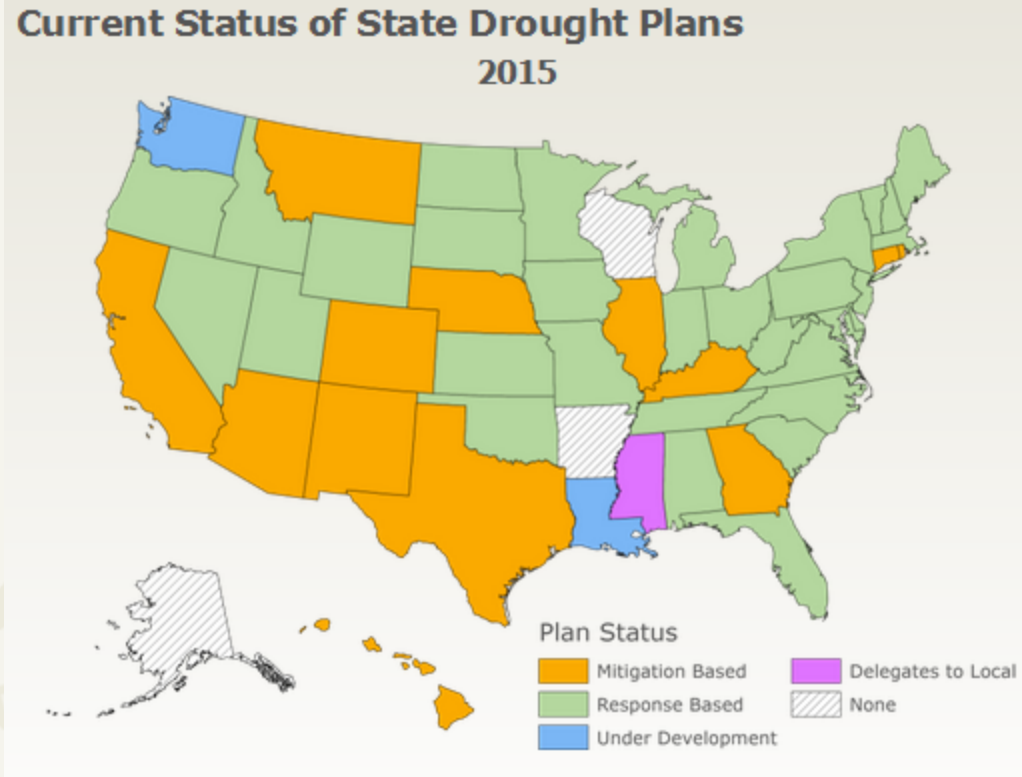 Current Status of State Drought Plans
2015
Plan Status
Mitigation Based
Delegates to Local
Response Based
None
Under Development